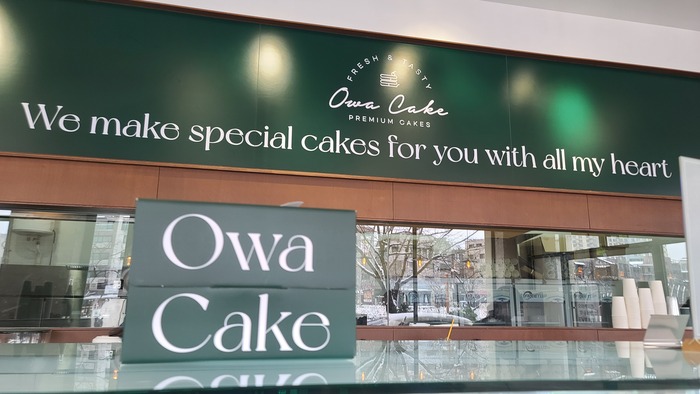 FRESH & TASTY
Owa Cake
PREMIUM CAKES
We make special cakes for you with all my heart
Owa
Cake